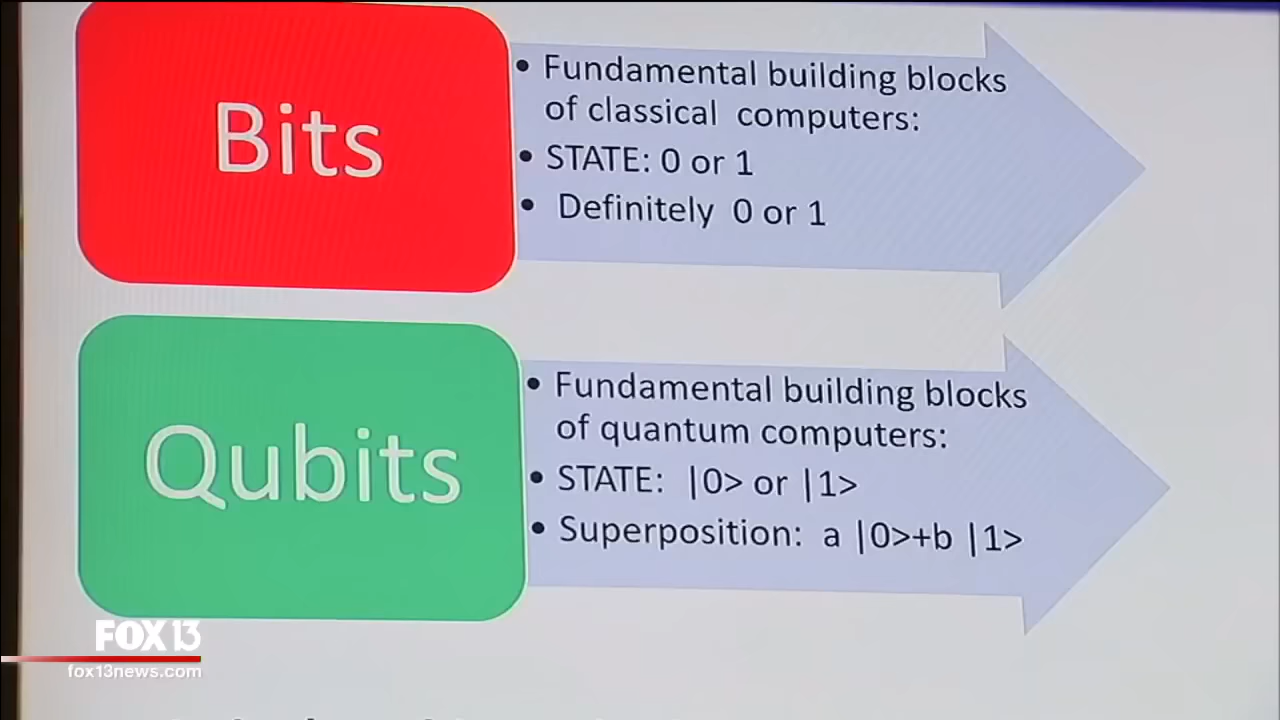 Bits
• Fundamental building blocks
of classical computers:
• STATE: 0 or 1
• Definitely 0 or 1
Qubits
• Fundamental building blocks
of quantum computers:
• STATE: |0> or |1>
• Superposition: a |0>+b |1>
FOX 13
fox13news.com